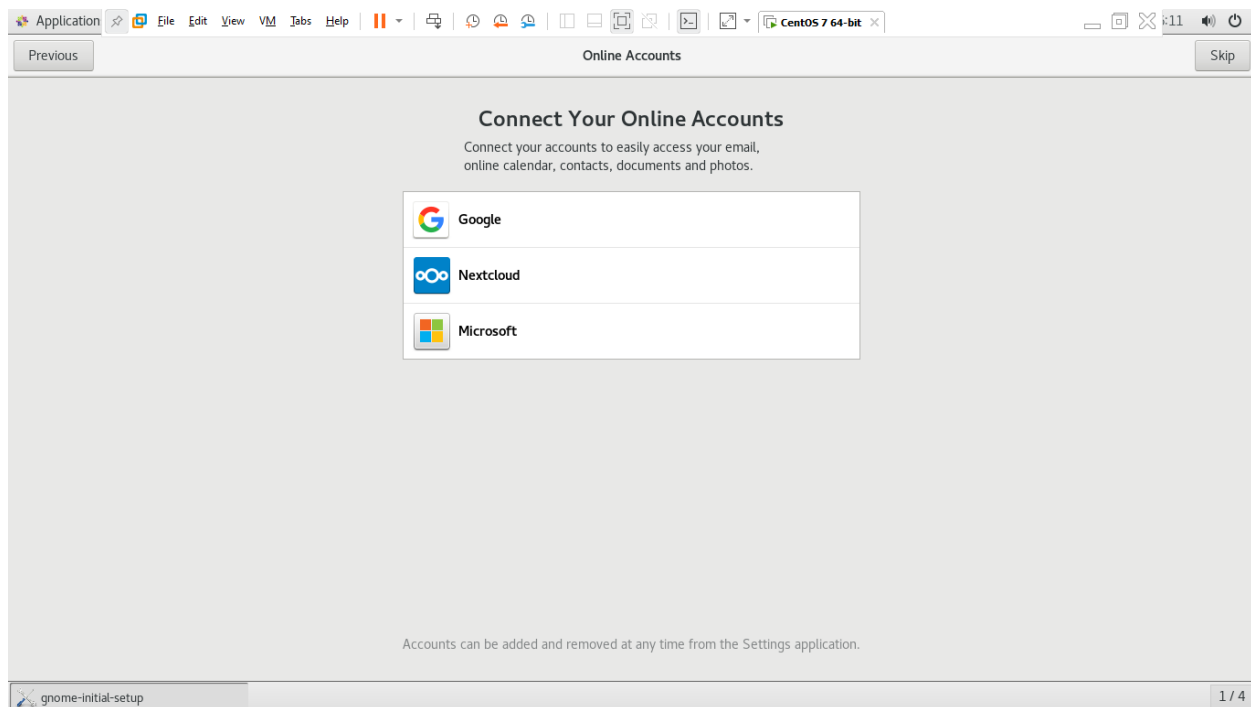 Application File Edit View VM Tabs Help CentOS 7 64-bit :11
Previous Online Accounts Skip
Connect Your Online Accounts
Connect your accounts to easily access your email,
online calendar, contacts, documents and photos.
Google
Nextcloud
Microsoft
Accounts can be added and removed at any time from the Settings application.
gnome-initial-setup 1 / 4